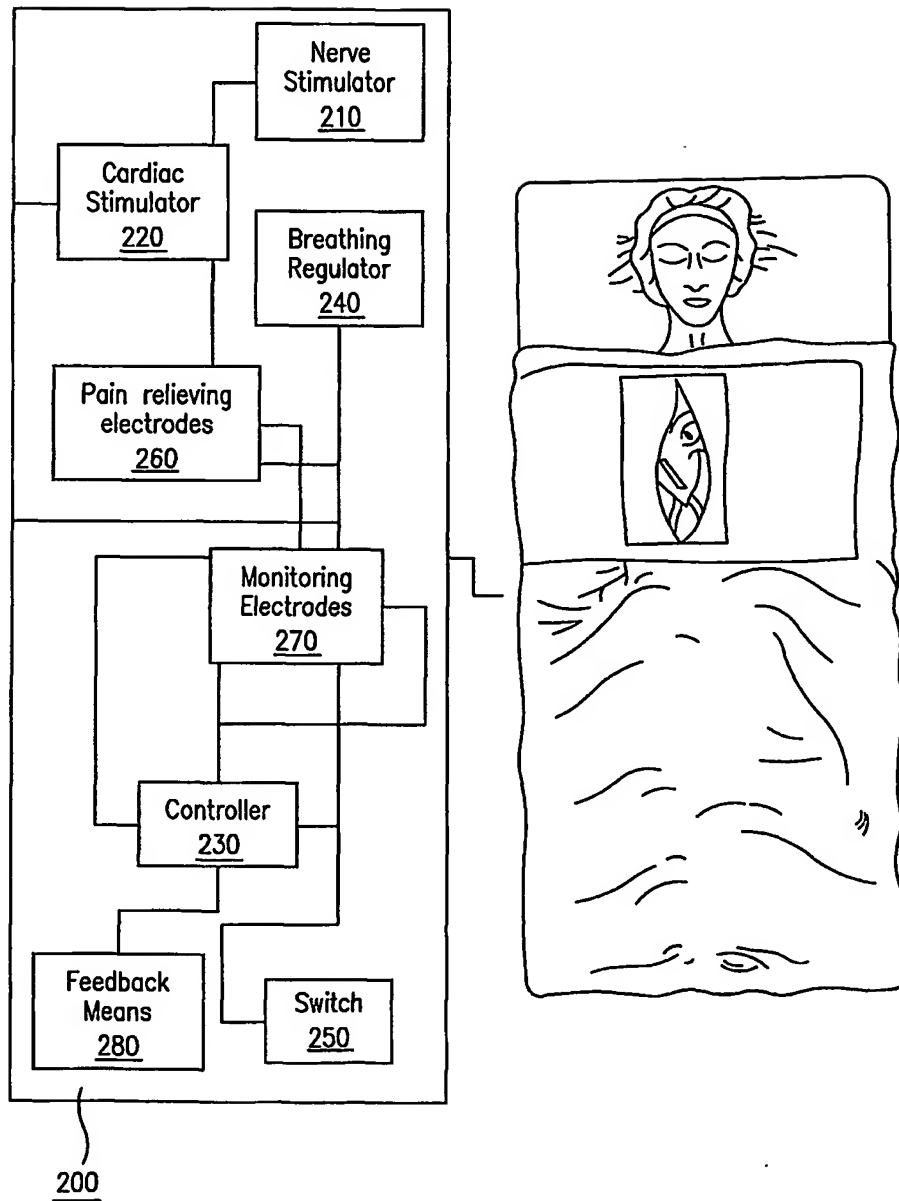 Nerve
Stimulator
210
Cardiac
Stimulator
220
Breathing
Regulator
240
Pain relieving
electrodes
260
Monitoring
Electrodes
270
Controller
230
Feedback
Means
280
Switch
250
200